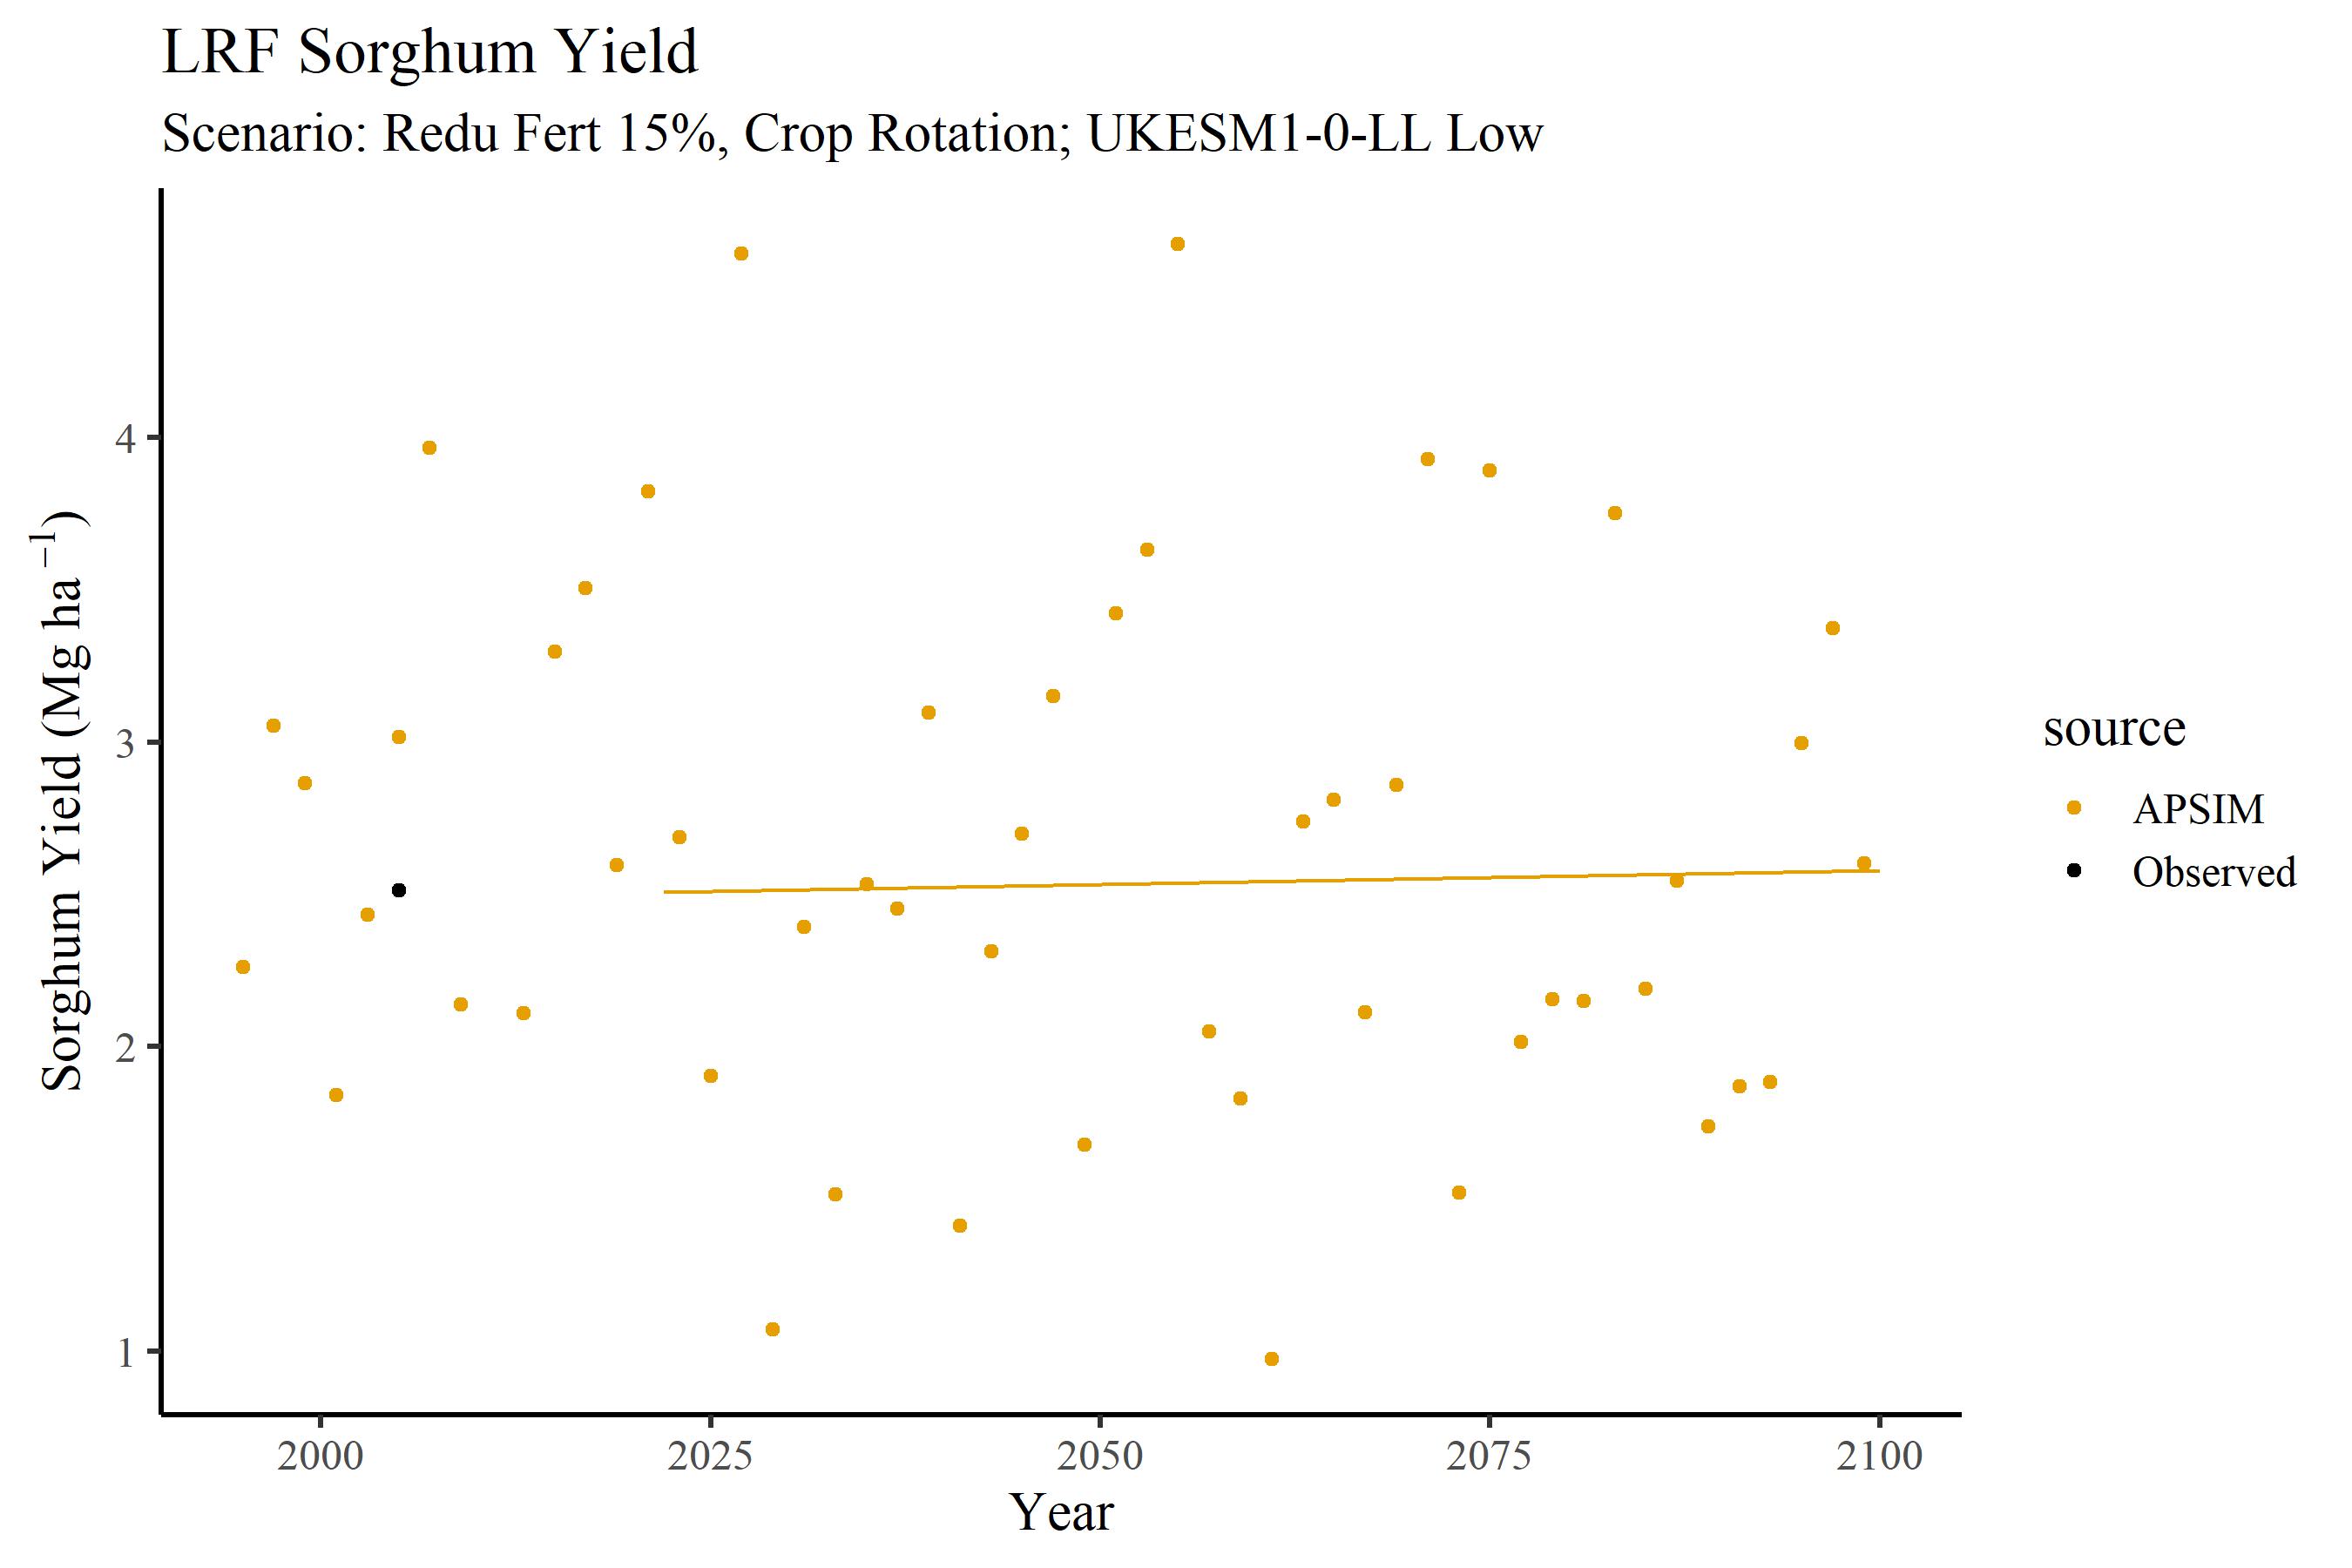 LRF Sorghum Yield
Scenario: Redu Fert 15%, Crop Rotation; UKESM1-0-LL Low
Sorghum Yield (Mg ha⁻¹)
4
3
2
1
2000 2025 2050 2075 2100
Year
source
APSIM
Observed